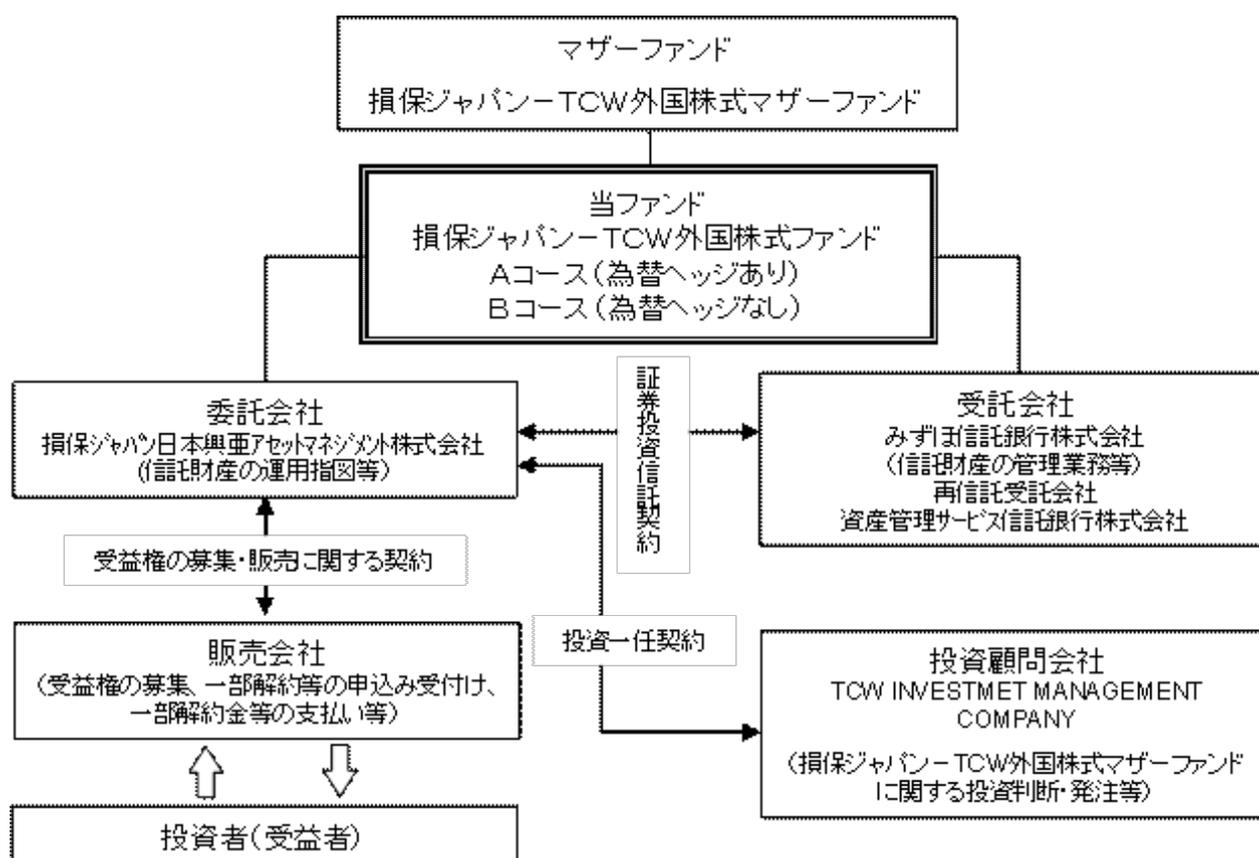 マザーファンド
損保ジャパン－TCW外国株式マザーファンド
当ファンド
損保ジャパン－TCW外国株式ファンド
Aコース（為替ヘッジあり）
Bコース（為替ヘッジなし）
委託会社
損保ジャパン日本興亜アセットマネジメント株式会社
(信託財産の運用指図等）
証券投資信託契約
受託会社
みずほ信託銀行株式会社
(信託財産の管理業務等）
再信託受託会社
資産管理サービス信託銀行株式会社
受益権の募集・販売に関する契約
投資一任契約
販売会社
（受益権の募集、一部解約等の申込み受付け、
一部解約金等の支払い等）
投資顧問会社
TCW INVESTMET MANAGEMENT
COMPANY
（損保ジャパン－TCW外国株式マザーファンド
に関する投資判断・発注等）
投資者（受益者）